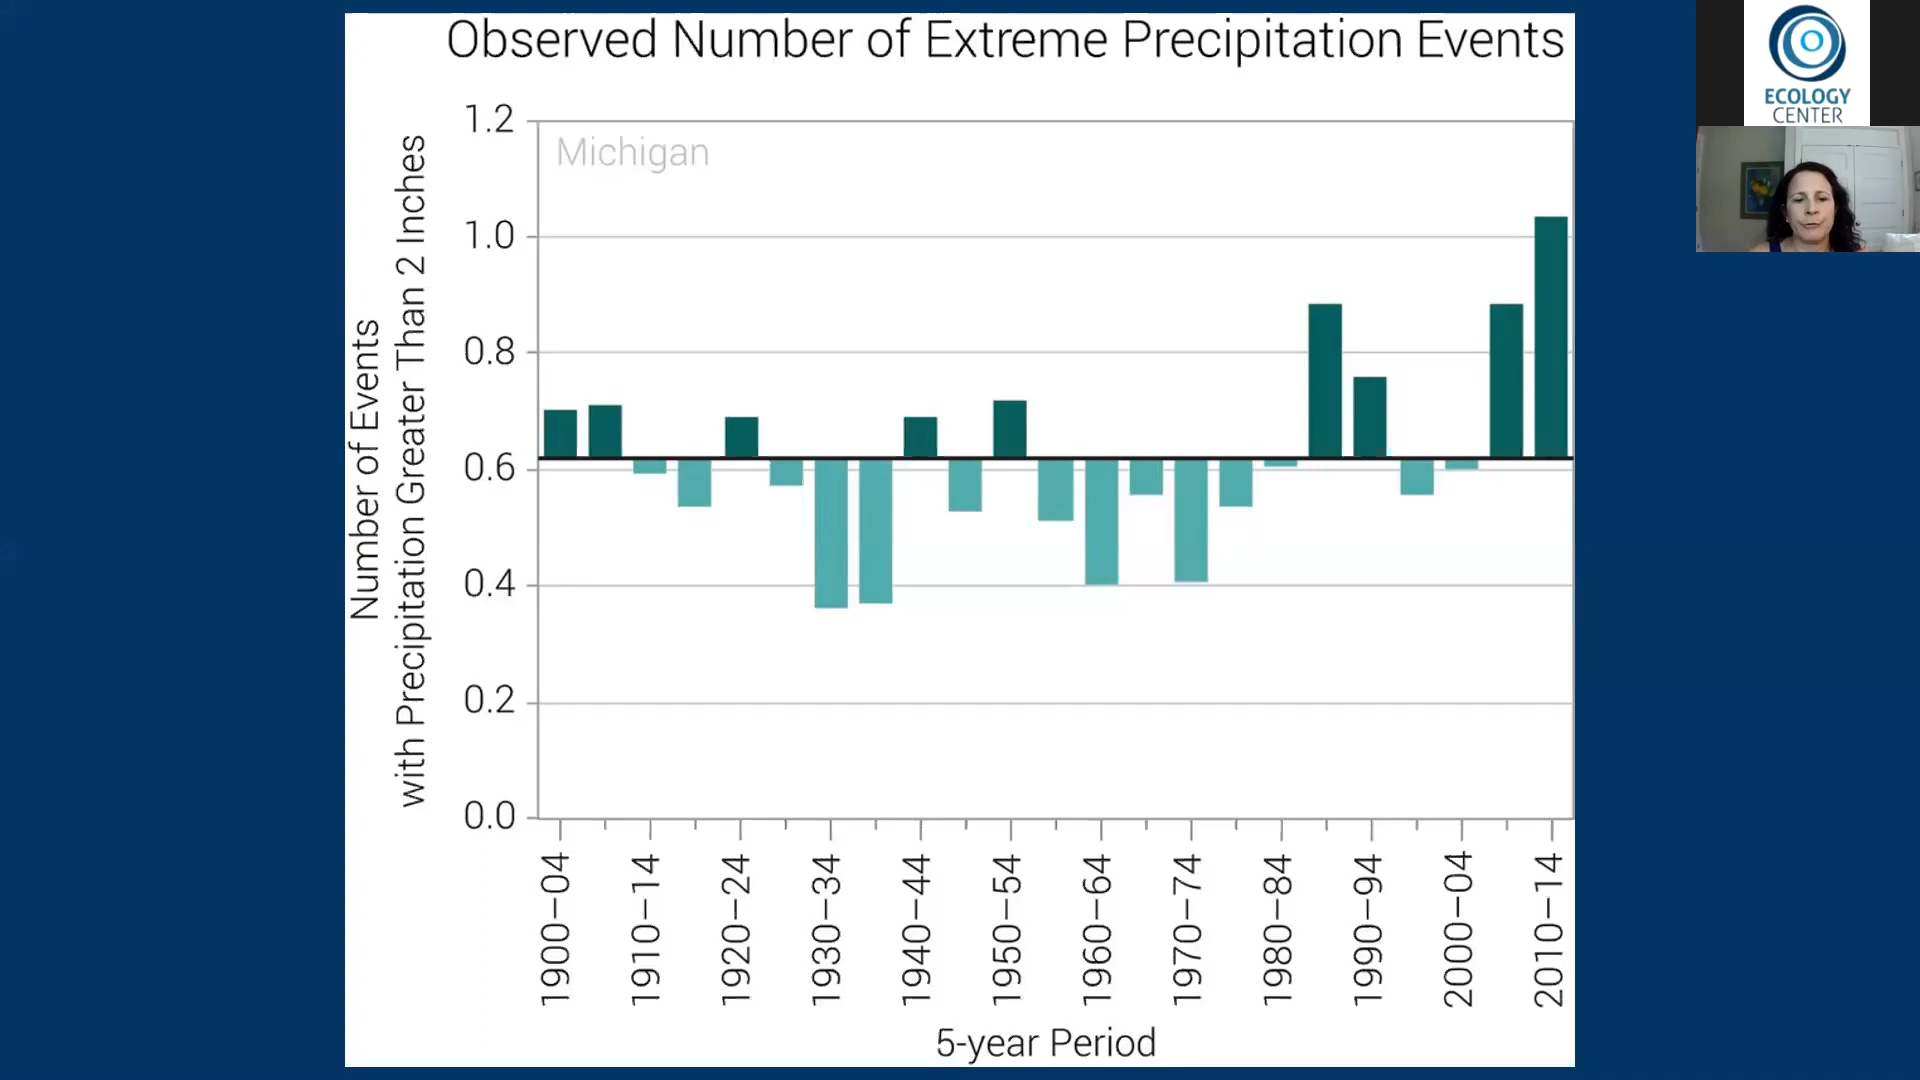 Observed Number of Extreme Precipitation Events
ECOLOGY
CENTER
Michigan
Number of Events
with Precipitation Greater Than 2 Inches
1.2
1.0
0.8
0.6
0.4
0.2
0.0
1900–04
1910–14
1920–24
1930–34
1940–44
1950–54
1960–64
1970–74
1980–84
1990–94
2000–04
2010–14
5-year Period